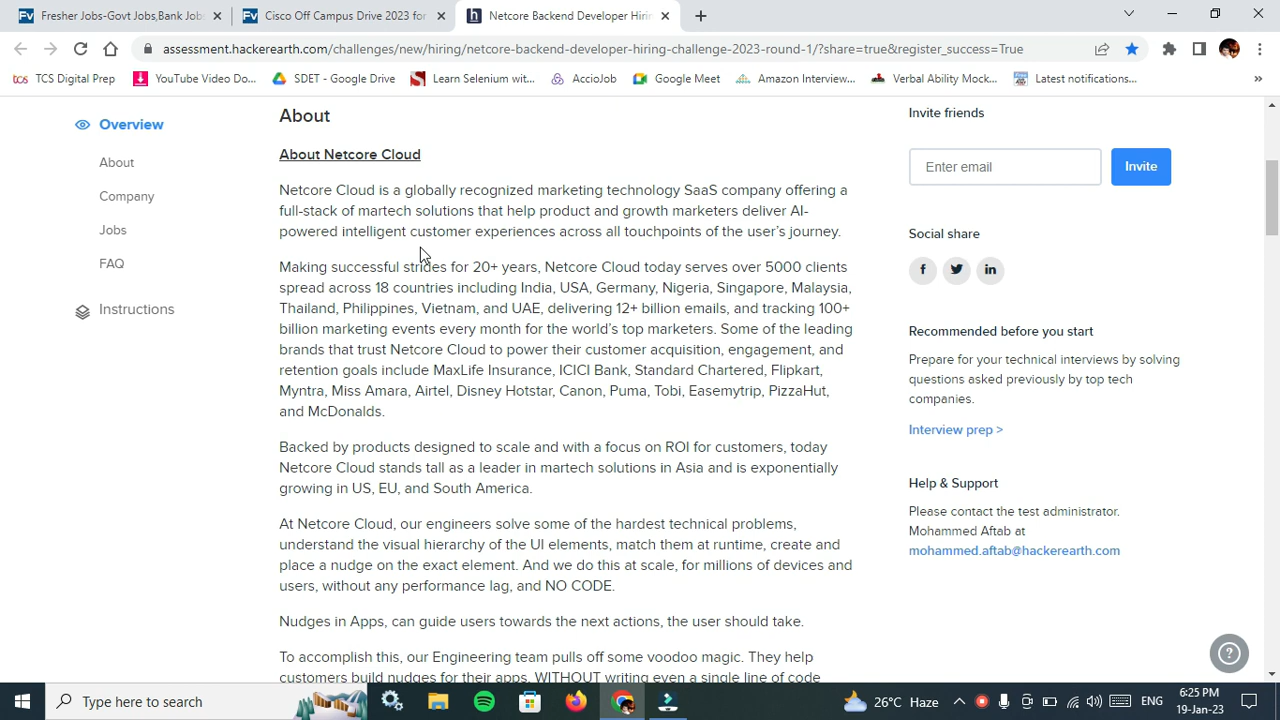 Fresher Jobs-Govt Jobs,Bank Jobs
Cisco Off Campus Drive 2023 for
Netcore Backend Developer Hirin
assessment.hackerearth.com/challenges/new/hiring/netcore-backend-developer-hiring-challenge-2023-round-1/?share=true&register_success=True
TCS Digital Prep
YouTube Video Do...
SDET - Google Drive
Learn Selenium wit...
AccioJob
Google Meet
Amazon Interview...
Verbal Ability Mock...
Latest notifications...
»
Overview
About
Company
Jobs
FAQ
Instructions
About
About Netcore Cloud
Netcore Cloud is a globally recognized marketing technology SaaS company offering a
full-stack of martech solutions that help product and growth marketers deliver AI-
powered intelligent customer experiences across all touchpoints of the user's journey.
Making successful strides for 20+ years, Netcore Cloud today serves over 5000 clients
spread across 18 countries including India, USA, Germany, Nigeria, Singapore, Malaysia,
Thailand, Philippines, Vietnam, and UAE, delivering 12+ billion emails, and tracking 100+
billion marketing events every month for the world's top marketers. Some of the leading
brands that trust Netcore Cloud to power their customer acquisition, engagement, and
retention goals include MaxLife Insurance, ICICI Bank, Standard Chartered, Flipkart,
Myntra, Miss Amara, Airtel, Disney Hotstar, Canon, Puma, Tobi, Easemytrip, PizzaHut,
and McDonalds.
Backed by products designed to scale and with a focus on ROI for customers, today
Netcore Cloud stands tall as a leader in martech solutions in Asia and is exponentially
growing in US, EU, and South America.
At Netcore Cloud, our engineers solve some of the hardest technical problems,
understand the visual hierarchy of the UI elements, match them at runtime, create and
place a nudge on the exact element. And we do this at scale, for millions of devices and
users, without any performance lag, and NO CODE.
Nudges in Apps, can guide users towards the next actions, the user should take.
To accomplish this, our Engineering team pulls off some voodoo magic. They help
customers build nudges for their apps, WITHOUT writing even a single line of code
Invite friends
Enter email
Invite
Social share
Recommended before you start
Prepare for your technical interviews by solving
questions asked previously by top tech
companies.
Interview prep >
Help & Support
Please contact the test administrator.
Mohammed Aftab at
mohammed.aftab@hackerearth.com
Type here to search
26°C Haze
ENG
6:25 PM
19-Jan-23